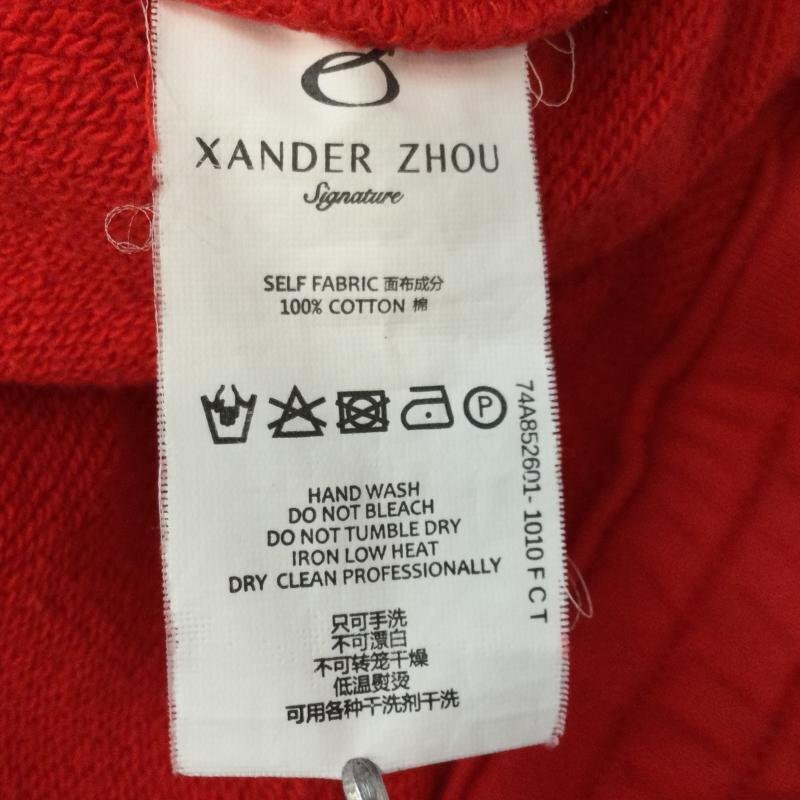 XANDER ZHOU
Signature
SELF FABRIC 面布成分
100% COTTON 棉
P
74A852601-1010 F C T
HAND WASH
DO NOT BLEACH
DO NOT TUMBLE DRY
IRON LOW HEAT
DRY CLEAN PROFESSIONALLY
只可手洗
不可漂白
不可转笼干燥
低温熨烫
可用各种干洗剂干洗